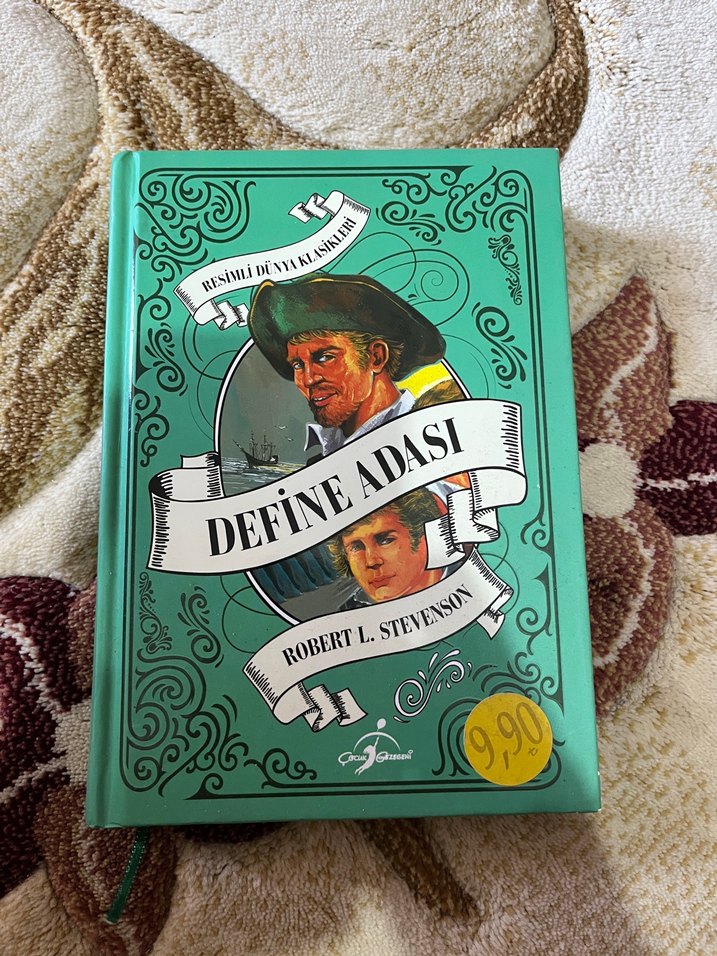 RESİMLİ DÜNYA KLASİKLERİ
DEFİNE ADASI
ROBERT L. STEVENSON
ÇOCUK GEZEGENİ
9,90 ₺